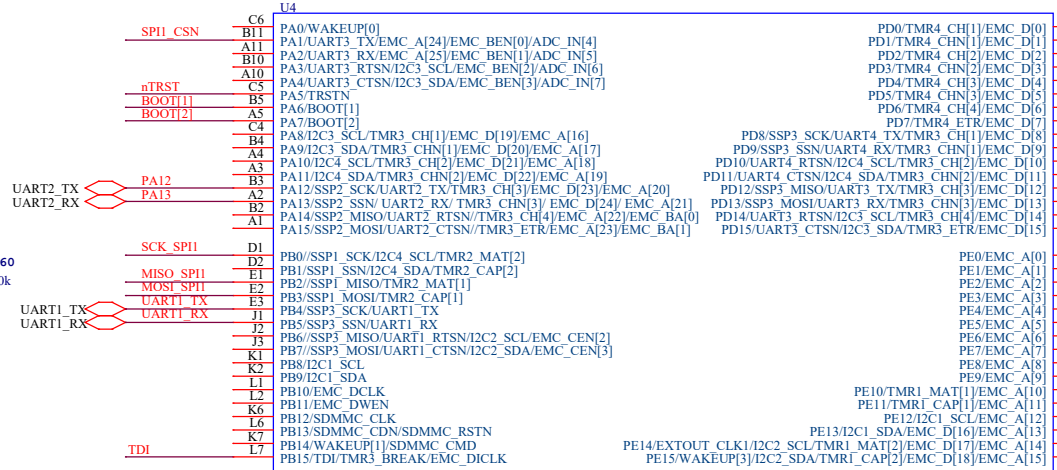 U4
C6 PA0/WAKEUP[0] PD0/TMR4_CH[1]/EMC_D[0]
SPI1_CSN B11 PA1/UART3_TX/EMC_A[24]/EMC_BEN[0]/ADC_IN[4] PD1/TMR4_CHN[1]/EMC_D[1]
A11 PA2/UART3_RX/EMC_A[25]/EMC_BEN[1]/ADC_IN[5] PD2/TMR4_CH[2]/EMC_D[2]
B10 PA3/UART3_RTSN/I2C3_SCL/EMC_BEN[2]/ADC_IN[6] PD3/TMR4_CHN[2]/EMC_D[3]
A10 PA4/UART3_CTSN/I2C3_SDA/EMC_BEN[3]/ADC_IN[7] PD4/TMR4_CH[3]/EMC_D[4]
nTRST C5 PA5/TRSTN PD5/TMR4_CHN[3]/EMC_D[5]
BOOT[1] B5 PA6/BOOT[1] PD6/TMR4_CH[4]/EMC_D[6]
BOOT[2] A5 PA7/BOOT[2] PD7/TMR4_ETR/EMC_D[7]
C4 PA8/I2C3_SCL/TMR3_CH[1]/EMC_D[19]/EMC_A[16] PD8/SSP3_SCK/UART4_TX/TMR3_CH[1]/EMC_D[8]
B4 PA9/I2C3_SDA/TMR3_CHN[1]/EMC_D[20]/EMC_A[17] PD9/SSP3_SSN/UART4_RX/TMR3_CHN[1]/EMC_D[9]
A4 PA10/I2C4_SCL/TMR3_CH[2]/EMC_D[21]/EMC_A[18] PD10/UART4_RTSN/I2C4_SCL/TMR3_CH[2]/EMC_D[10]
A3 PA11/I2C4_SDA/TMR3_CHN[2]/EMC_D[22]/EMC_A[19] PD11/UART4_CTSN/I2C4_SDA/TMR3_CHN[2]/EMC_D[11]
UART2_TX PA12 B3 PA12/SSP2_SCK/UART2_TX/TMR3_CH[3]/EMC_D[23]/EMC_A[20] PD12/SSP3_MISO/UART3_TX/TMR3_CH[3]/EMC_D[12]
UART2_RX PA13 A2 PA13/SSP2_SSN/ UART2_RX/ TMR3_CHN[3]/ EMC_D[24]/ EMC_A[21] PD13/SSP3_MOSI/UART3_RX/TMR3_CHN[3]/EMC_D[13]
B2 PA14/SSP2_MISO/UART2_RTSN//TMR3_CH[4]/EMC_A[22]/EMC_BA[0] PD14/UART3_RTSN/I2C3_SCL/TMR3_CH[4]/EMC_D[14]
A1 PA15/SSP2_MOSI/UART2_CTSN//TMR3_ETR/EMC_A[23]/EMC_BA[1] PD15/UART3_CTSN/I2C3_SDA/TMR3_ETR/EMC_D[15]
SCK_SPI1 D1 PB0//SSP1_SCK/I2C4_SCL/TMR2_MAT[2] PE0/EMC_A[0]
60 D2 PB1/SSP1_SSN/I2C4_SDA/TMR2_CAP[2] PE1/EMC_A[1]
0k MISO_SPI1 E1 PB2//SSP1_MISO/TMR2_MAT[1] PE2/EMC_A[2]
MOSI_SPI1 E2 PB3/SSP1_MOSI/TMR2_CAP[1] PE3/EMC_A[3]
UART1_TX UART1_TX E3 PB4/SSP3_SCK/UART1_TX PE4/EMC_A[4]
UART1_RX UART1_RX J1 PB5/SSP3_SSN/UART1_RX PE5/EMC_A[5]
J2 PB6//SSP3_MISO/UART1_RTSN/I2C2_SCL/EMC_CEN[2] PE6/EMC_A[6]
J3 PB7//SSP3_MOSI/UART1_CTSN/I2C2_SDA/EMC_CEN[3] PE7/EMC_A[7]
K1 PB8/I2C1_SCL PE8/EMC_A[8]
K2 PB9/I2C1_SDA PE9/EMC_A[9]
L1 PB10/EMC_DCLK PE10/TMR1_MAT[1]/EMC_A[10]
L2 PB11/EMC_DWEN PE11/TMR1_CAP[1]/EMC_A[11]
K6 PB12/SDMMC_CLK PE12/I2C1_SCL/EMC_A[12]
L6 PB13/SDMMC_CDN/SDMMC_RSTN PE13/I2C1_SDA/EMC_D[16]/EMC_A[13]
K7 PB14/WAKEUP[1]/SDMMC_CMD PE14/EXTOUT_CLK1/I2C2_SCL/TMR1_MAT[2]/EMC_D[17]/EMC_A[14]
TDI L7 PB15/TDI/TMR3_BREAK/EMC_DICLK PE15/WAKEUP[3]/I2C2_SDA/TMR1_CAP[2]/EMC_D[18]/EMC_A[15]